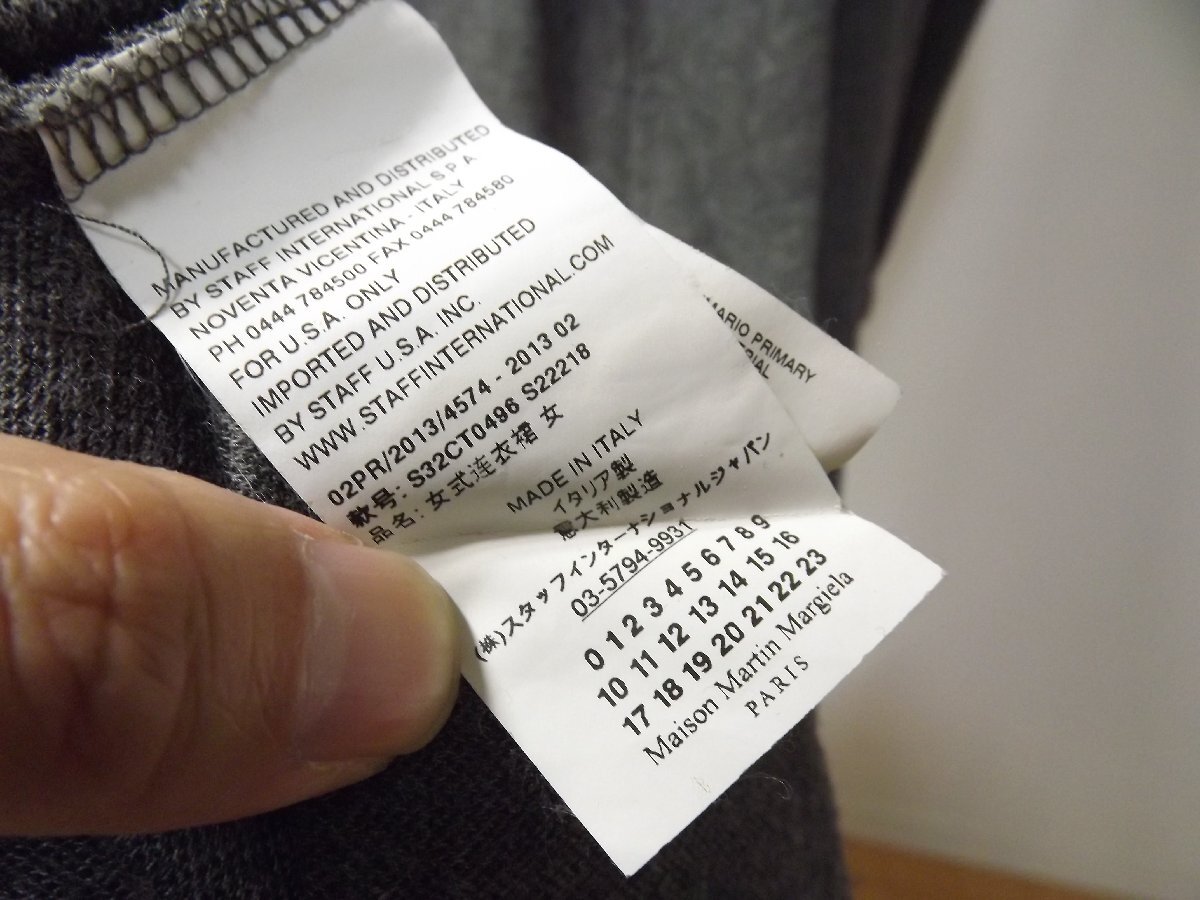 MANUFACTURED AND DISTRIBUTED
BY STAFF INTERNATIONAL S P A
NOVENTA VICENTINA - ITALY
PH 0444 784500 FAX 0444 784580
FOR U.S.A. ONLY
IMPORTED AND DISTRIBUTED
BY STAFF U.S.A. INC.
WWW.STAFFINTERNATIONAL.COM
02PR/2013/4574 - 2013 02
款号: S32CT0496 S22218
品名: 女式连衣裙 女
MADE IN ITALY
イタリア製
意大利製造
(株)スタッフインターナショナルジャパン
03-5794-9931
0 1 2 3 4 5 6 7 8 9
10 11 12 13 14 15 16
17 18 19 20 21 22 23
Maison Martin Margiela
PARIS
MARIO PRIMARY